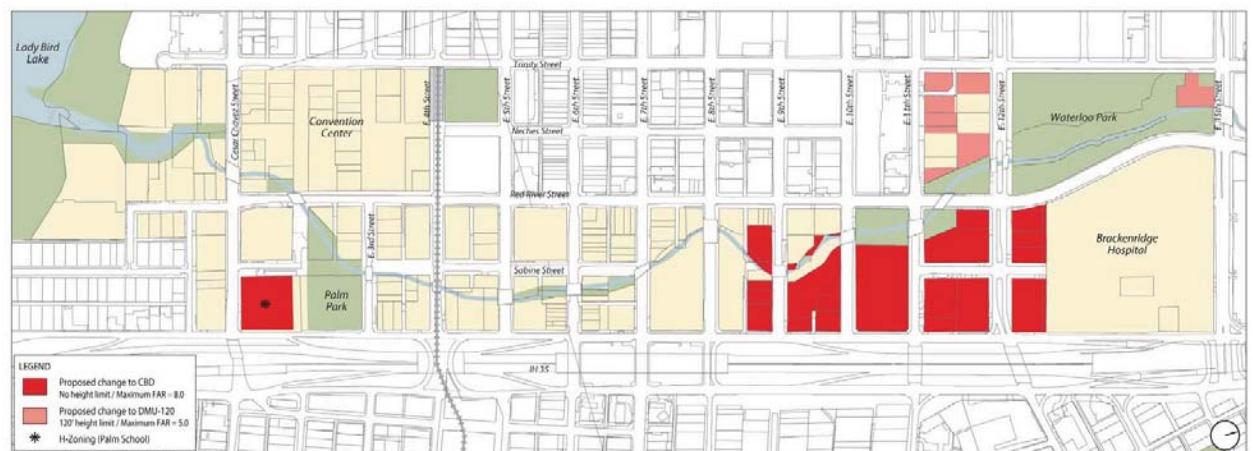 Lady Bird
Lake
Trinity Street
Cesar Chavez Street
Convention
Center
E. 4th Street
E. 5th Street
E. 6th Street
E. 7th Street
E. 8th Street
E. 9th Street
E. 10th Street
E. 11th Street
E. 12th Street
Waterloo Park
E. 15th Street
Neches Street
Red River Street
E. 3rd Street
Sabine Street
Palm
Park
Brackenridge
Hospital
IH 35
LEGEND
Proposed change to CBD
No height limit / Maximum FAR = 8.0
Proposed change to DMU-120
120' height limit / Maximum FAR = 5.0
H-Zoning (Palm School)